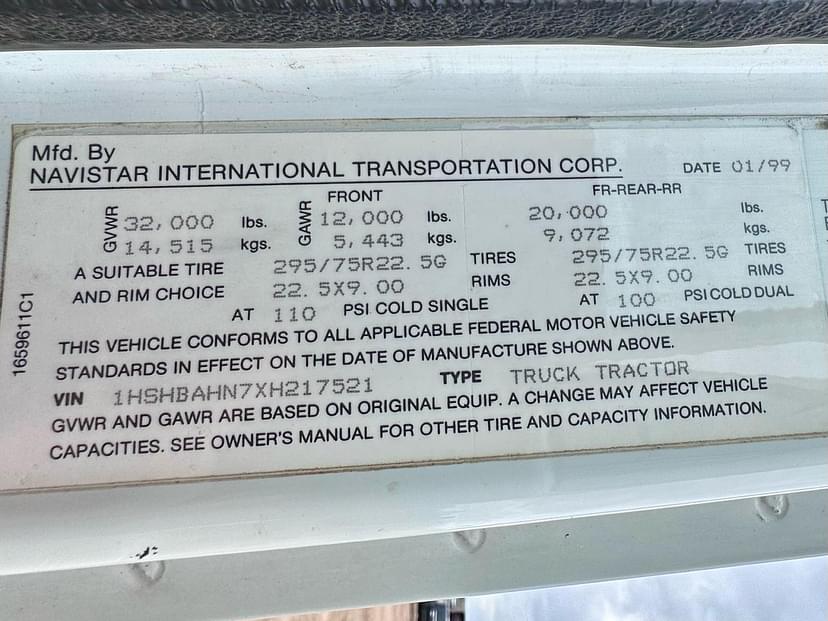 Mfd. By
NAVISTAR INTERNATIONAL TRANSPORTATION CORP. DATE 01/99
FRONT FR-REAR-RR
GVWR 32,000 lbs. GAWR 12,000 lbs. 20,000 lbs.
14,515 kgs. 5,443 kgs. 9,072 kgs.
A SUITABLE TIRE 295/75R22.5G TIRES 295/75R22.5G TIRES
AND RIM CHOICE 22.5X9.00 RIMS 22.5X9.00 RIMS
AT 110 PSI COLD SINGLE AT 100 PSI COLD DUAL
THIS VEHICLE CONFORMS TO ALL APPLICABLE FEDERAL MOTOR VEHICLE SAFETY
STANDARDS IN EFFECT ON THE DATE OF MANUFACTURE SHOWN ABOVE.
VIN 1HSHBAHN7XH217521 TYPE TRUCK TRACTOR
GVWR AND GAWR ARE BASED ON ORIGINAL EQUIP. A CHANGE MAY AFFECT VEHICLE
CAPACITIES. SEE OWNER'S MANUAL FOR OTHER TIRE AND CAPACITY INFORMATION.
1659611C1